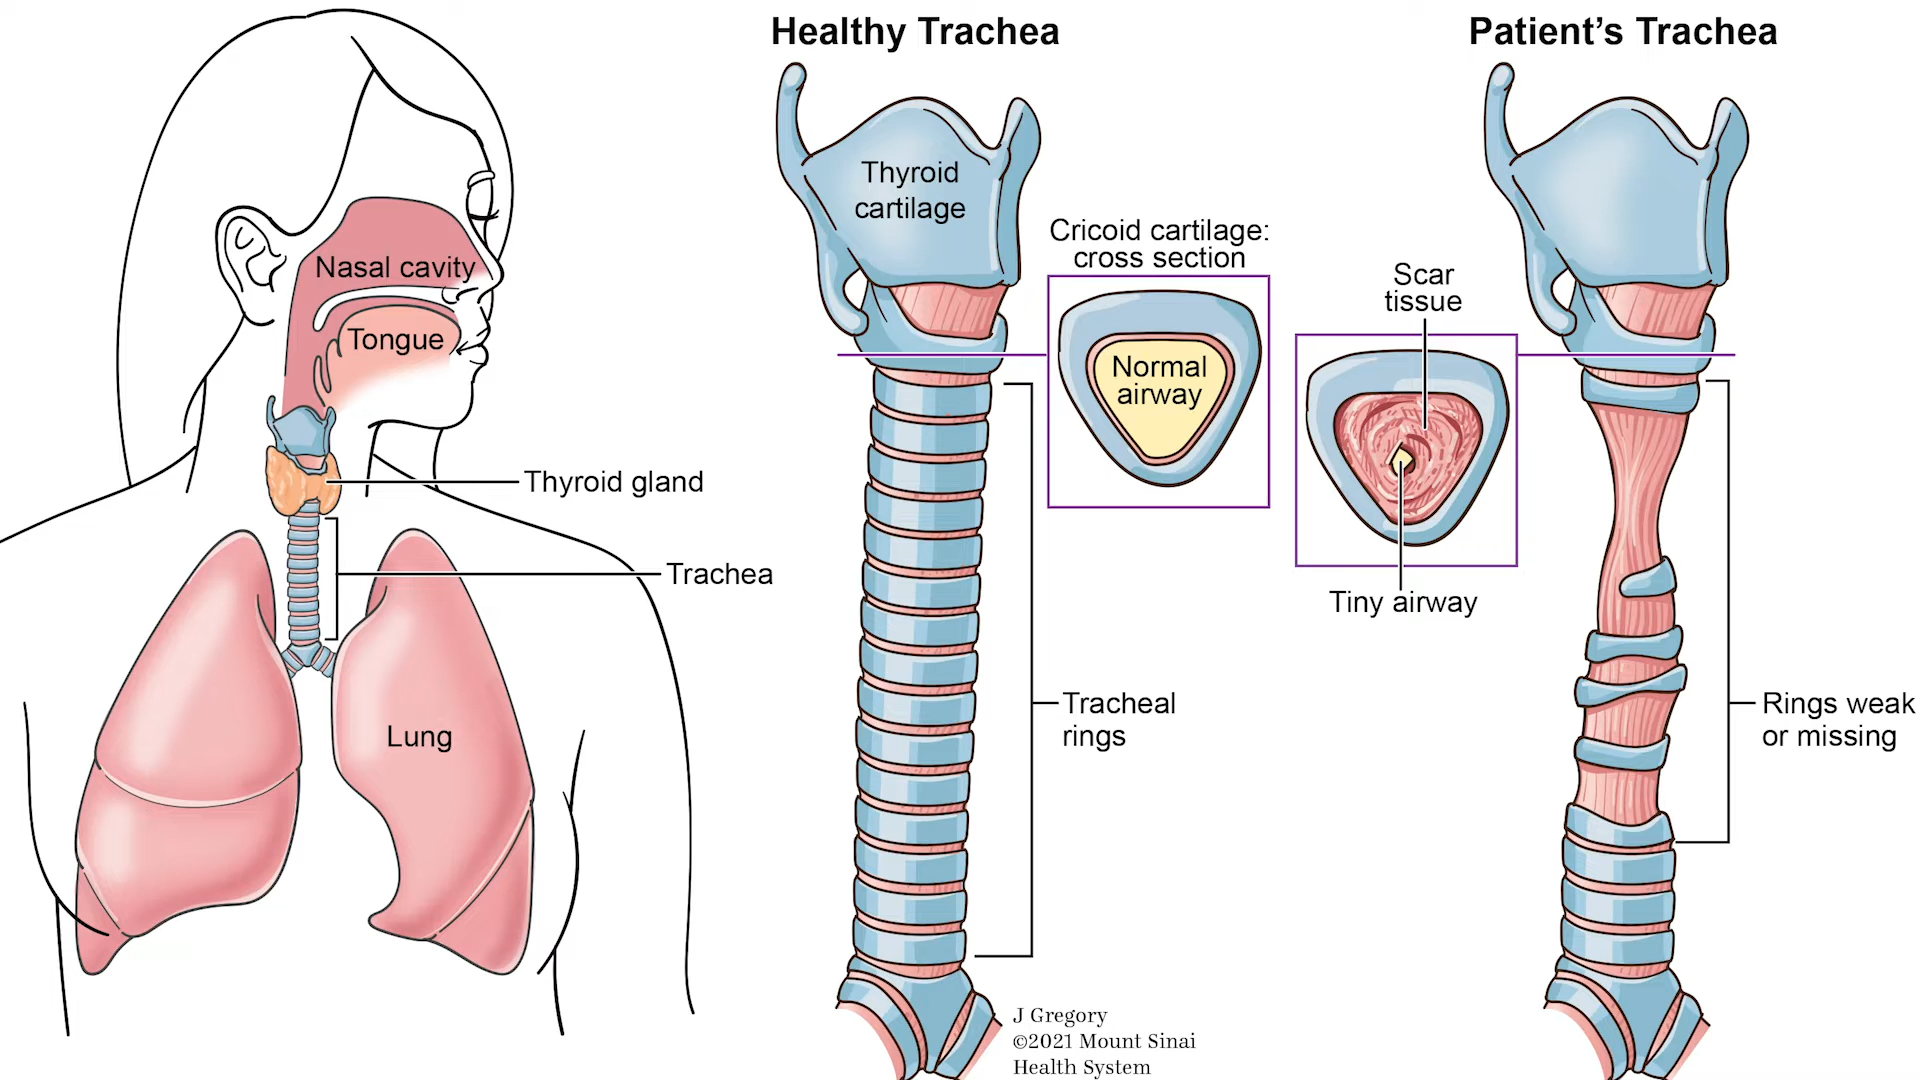 Healthy Trachea
Patient’s Trachea
Nasal cavity
Tongue
Thyroid gland
Trachea
Lung
Thyroid
cartilage
Cricoid cartilage:
cross section
Normal
airway
Tracheal
rings
Scar
tissue
Tiny airway
Rings weak
or missing
J Gregory
©2021 Mount Sinai
Health System